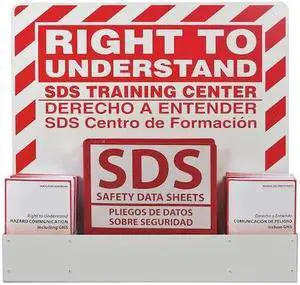 RIGHT TO
UNDERSTAND
SDS TRAINING CENTER
DERECHO A ENTENDER
SDS Centro de Formación
SDS
SAFETY DATA SHEETS
PLIEGOS DE DATOS
SOBRE SEGURIDAD
Right to Understand
HAZARD COMMUNICATION
Including GHS
Derecho a Entender
COMUNICACIÓN DE PELIGRO
Incluso GHS